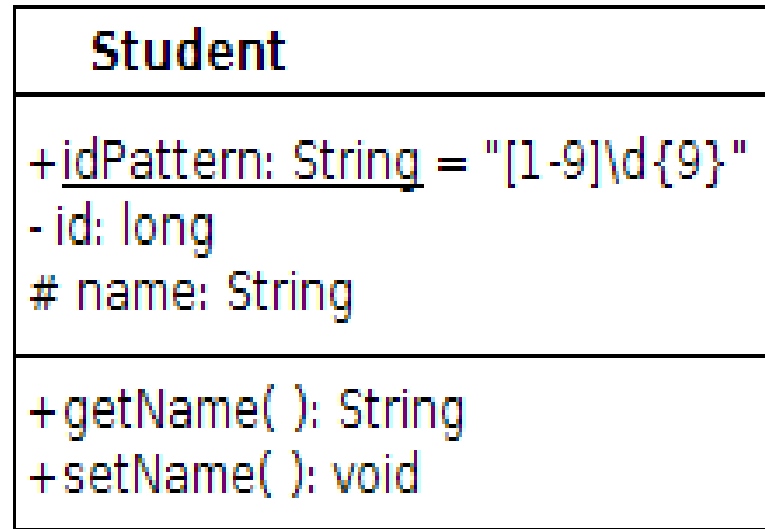 Student
+idPattern: String = "[1-9]\d{9}"
- id: long
# name: String
+getName( ): String
+setName( ): void